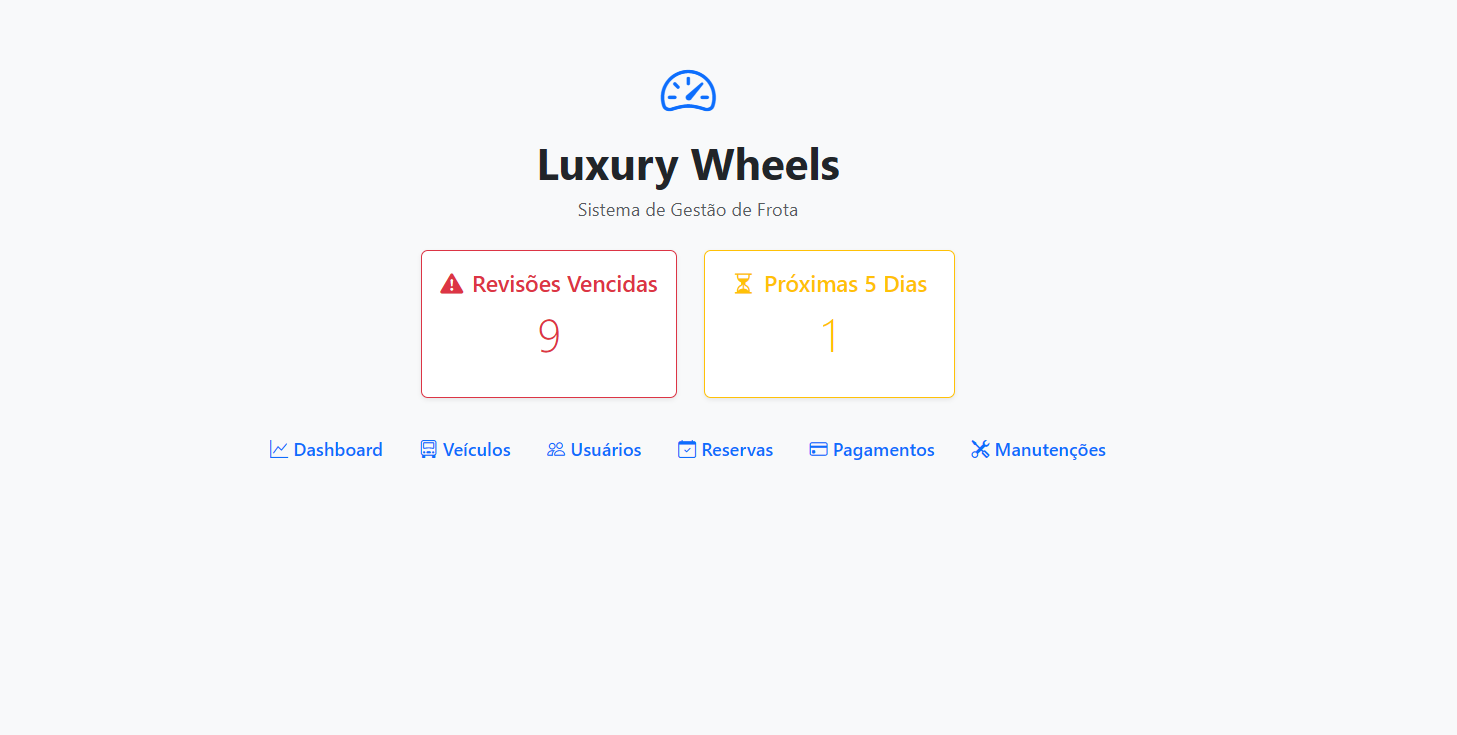 Luxury Wheels
Sistema de Gestão de Frota
Revisões Vencidas
9
Próximas 5 Dias
1
Dashboard Veículos Usuários Reservas Pagamentos Manutenções